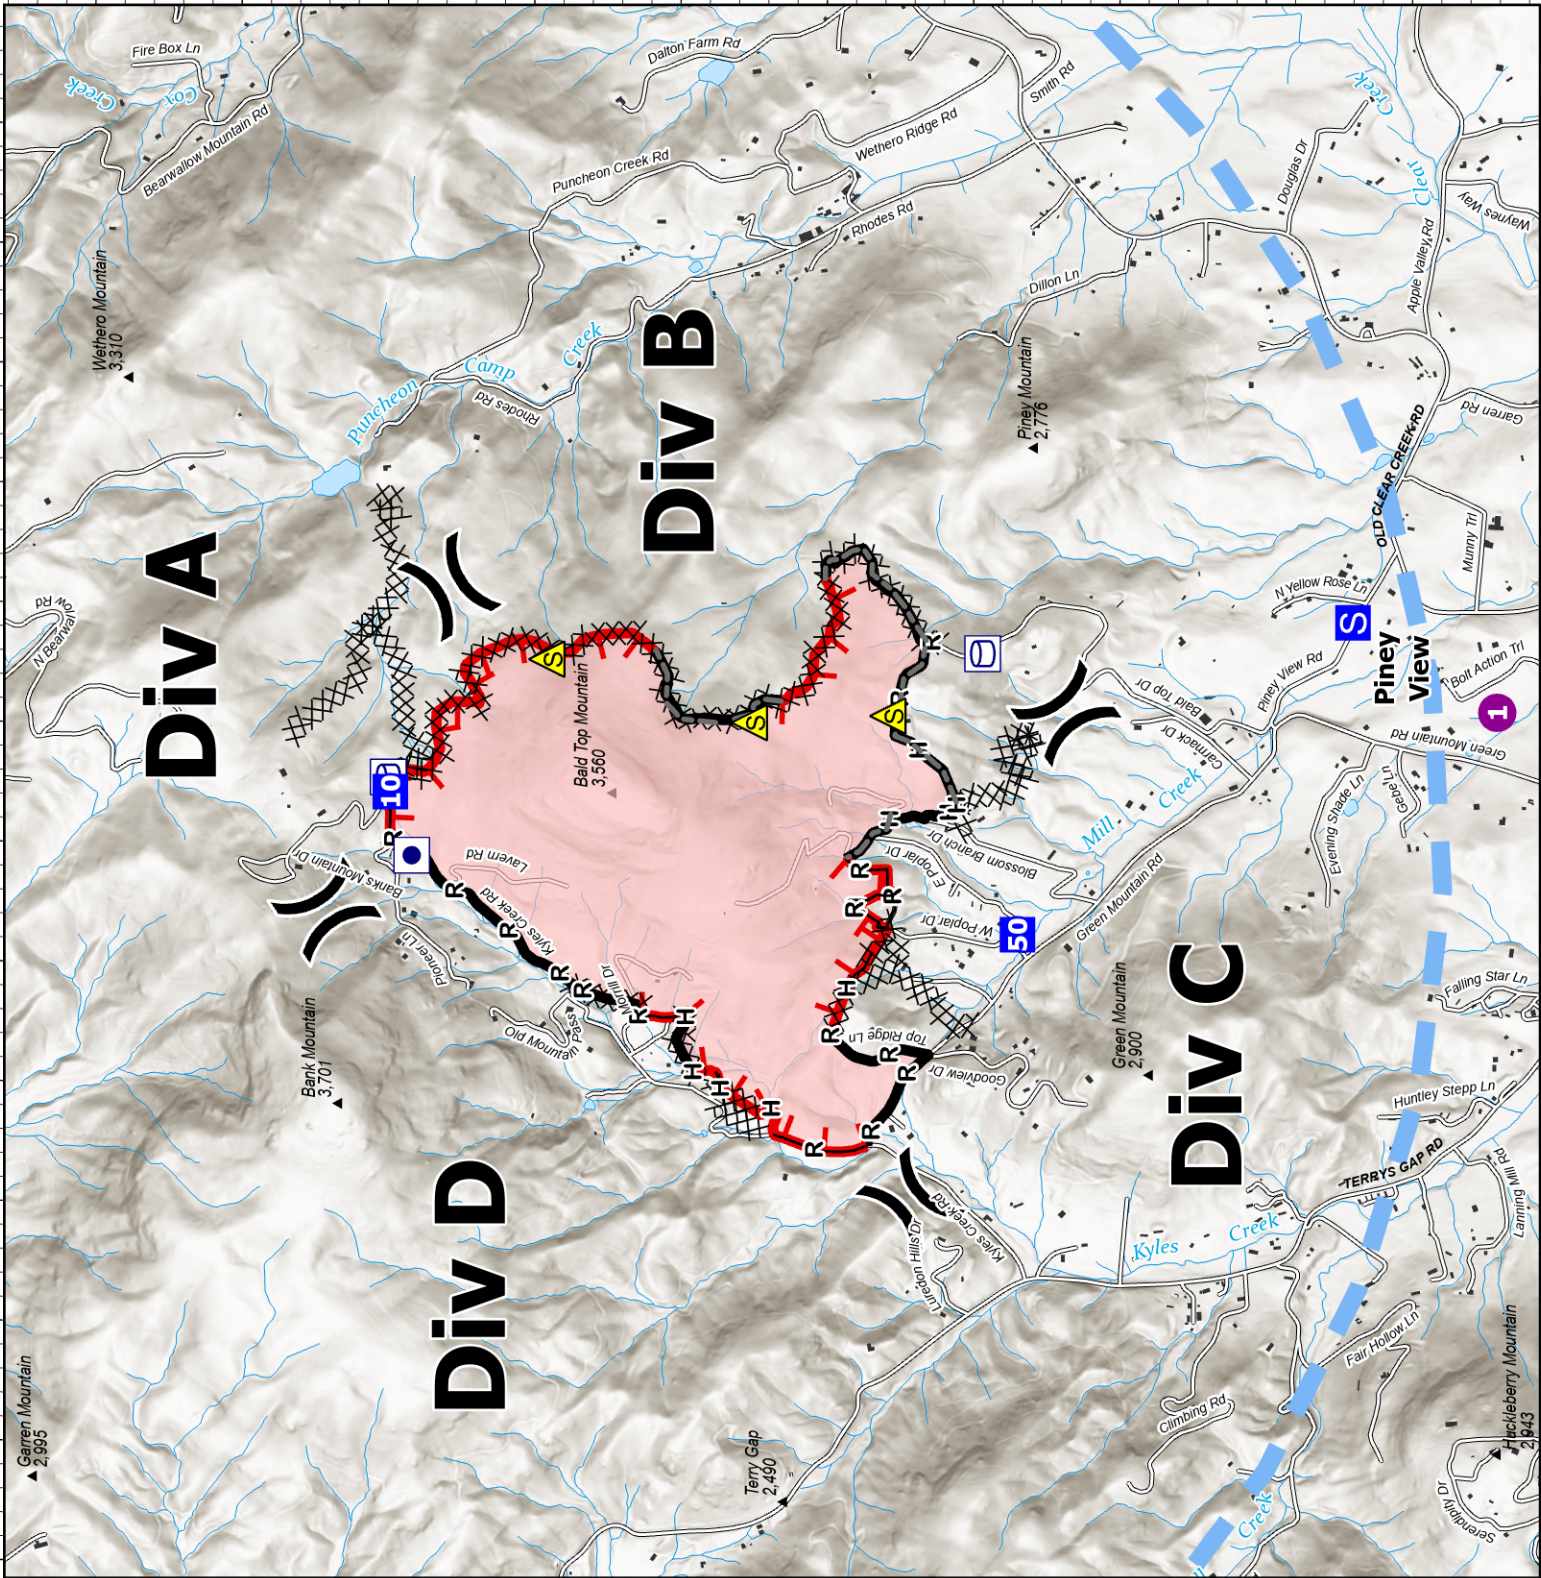 Fire Box Ln
Cox
Creek
Bearwallow Mountain Rd
Dalton Farm Rd
Smith Rd
Wethero Ridge Rd
Puncheon Creek Rd
Rhodes Rd
Douglas Dr
Creek
Clear
Waynes Way
Apple Valley Rd
Dillon Ln
Wethero Mountain
3,310
Puncheon
Camp
Creek
Rhodes Rd
Piney Mountain
2,776
Garren Rd
OLD CLEAR CREEK RD
Munny Trl
N Yellow Rose Ln
Div A
Div B
N Bearwallow Rd
S
S
S
S
Piney
View
Bolt Action Trl
1
Piney View Rd
Bald Top Dr
Carmack Dr
Green Mountain Rd
Bald Top Mountain
3,560
10
R
R
R
H
Banks Mountain Dr
Lavern Rd
Kyles Creek Rd
R
R
R
R
Pioneer Ln
Morrill Dr
Old Mountain Pass
H
H
E Poplar Dr
Blossom Branch Dr
Mill
Creek
Evening Shade Ln
Gebe Ln
R
R
R
W Poplar Dr
50
Green Mountain Rd
H
R
R
Top Ridge Ln
R
R
R
Goodview Dr
H
H
H
H
Bank Mountain
3,701
Green Mountain
2,900
Div C
Div D
Falling Star Ln
Huntley Stepp Ln
TERRYS GAP RD
Lanning Mill Rd
Kyles Creek Rd
Luredon Hills Dr
Kyles
Creek
Fair Hollow Ln
Climbing Rd
Garren Mountain
2,995
Terry Gap
2,490
Huckleberry Mountain
2,943
Serendipity Dr
Creek